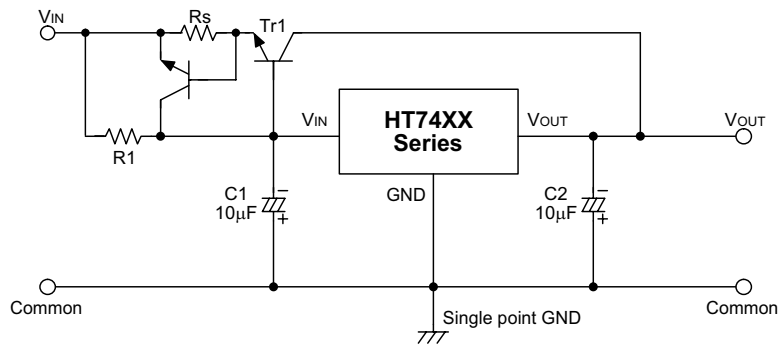 VIN
Rs
Tr1
R1
VIN
HT74XX
Series
VOUT
VOUT
GND
C1
10μF
−
+
C2
10μF
−
+
Common
Single point GND
Common